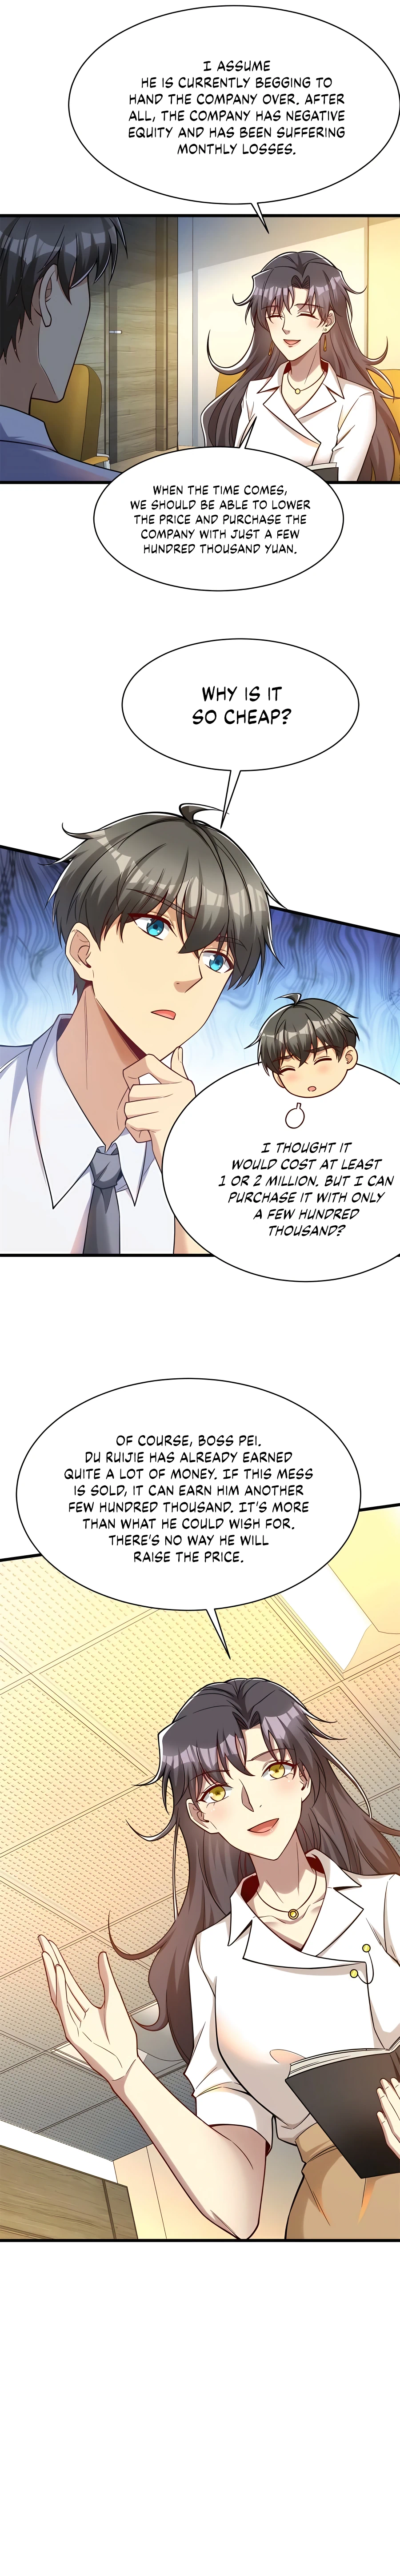 I ASSUME
HE IS CURRENTLY BEGGING TO
HAND THE COMPANY OVER. AFTER
ALL, THE COMPANY HAS NEGATIVE
EQUITY AND HAS BEEN SUFFERING
MONTHLY LOSSES.
WHEN THE TIME COMES,
WE SHOULD BE ABLE TO LOWER
THE PRICE AND PURCHASE THE
COMPANY WITH JUST A FEW
HUNDRED THOUSAND YUAN.
WHY IS IT
SO CHEAP?
I THOUGHT IT
WOULD COST AT LEAST
1 OR 2 MILLION. BUT I CAN
PURCHASE IT WITH ONLY
A FEW HUNDRED
THOUSAND?
OF COURSE, BOSS PEI.
DU RUIJIE HAS ALREADY EARNED
QUITE A LOT OF MONEY. IF THIS MESS
IS SOLD, IT CAN EARN HIM ANOTHER
FEW HUNDRED THOUSAND. IT'S MORE
THAN WHAT HE COULD WISH FOR.
THERE'S NO WAY HE WILL
RAISE THE PRICE.